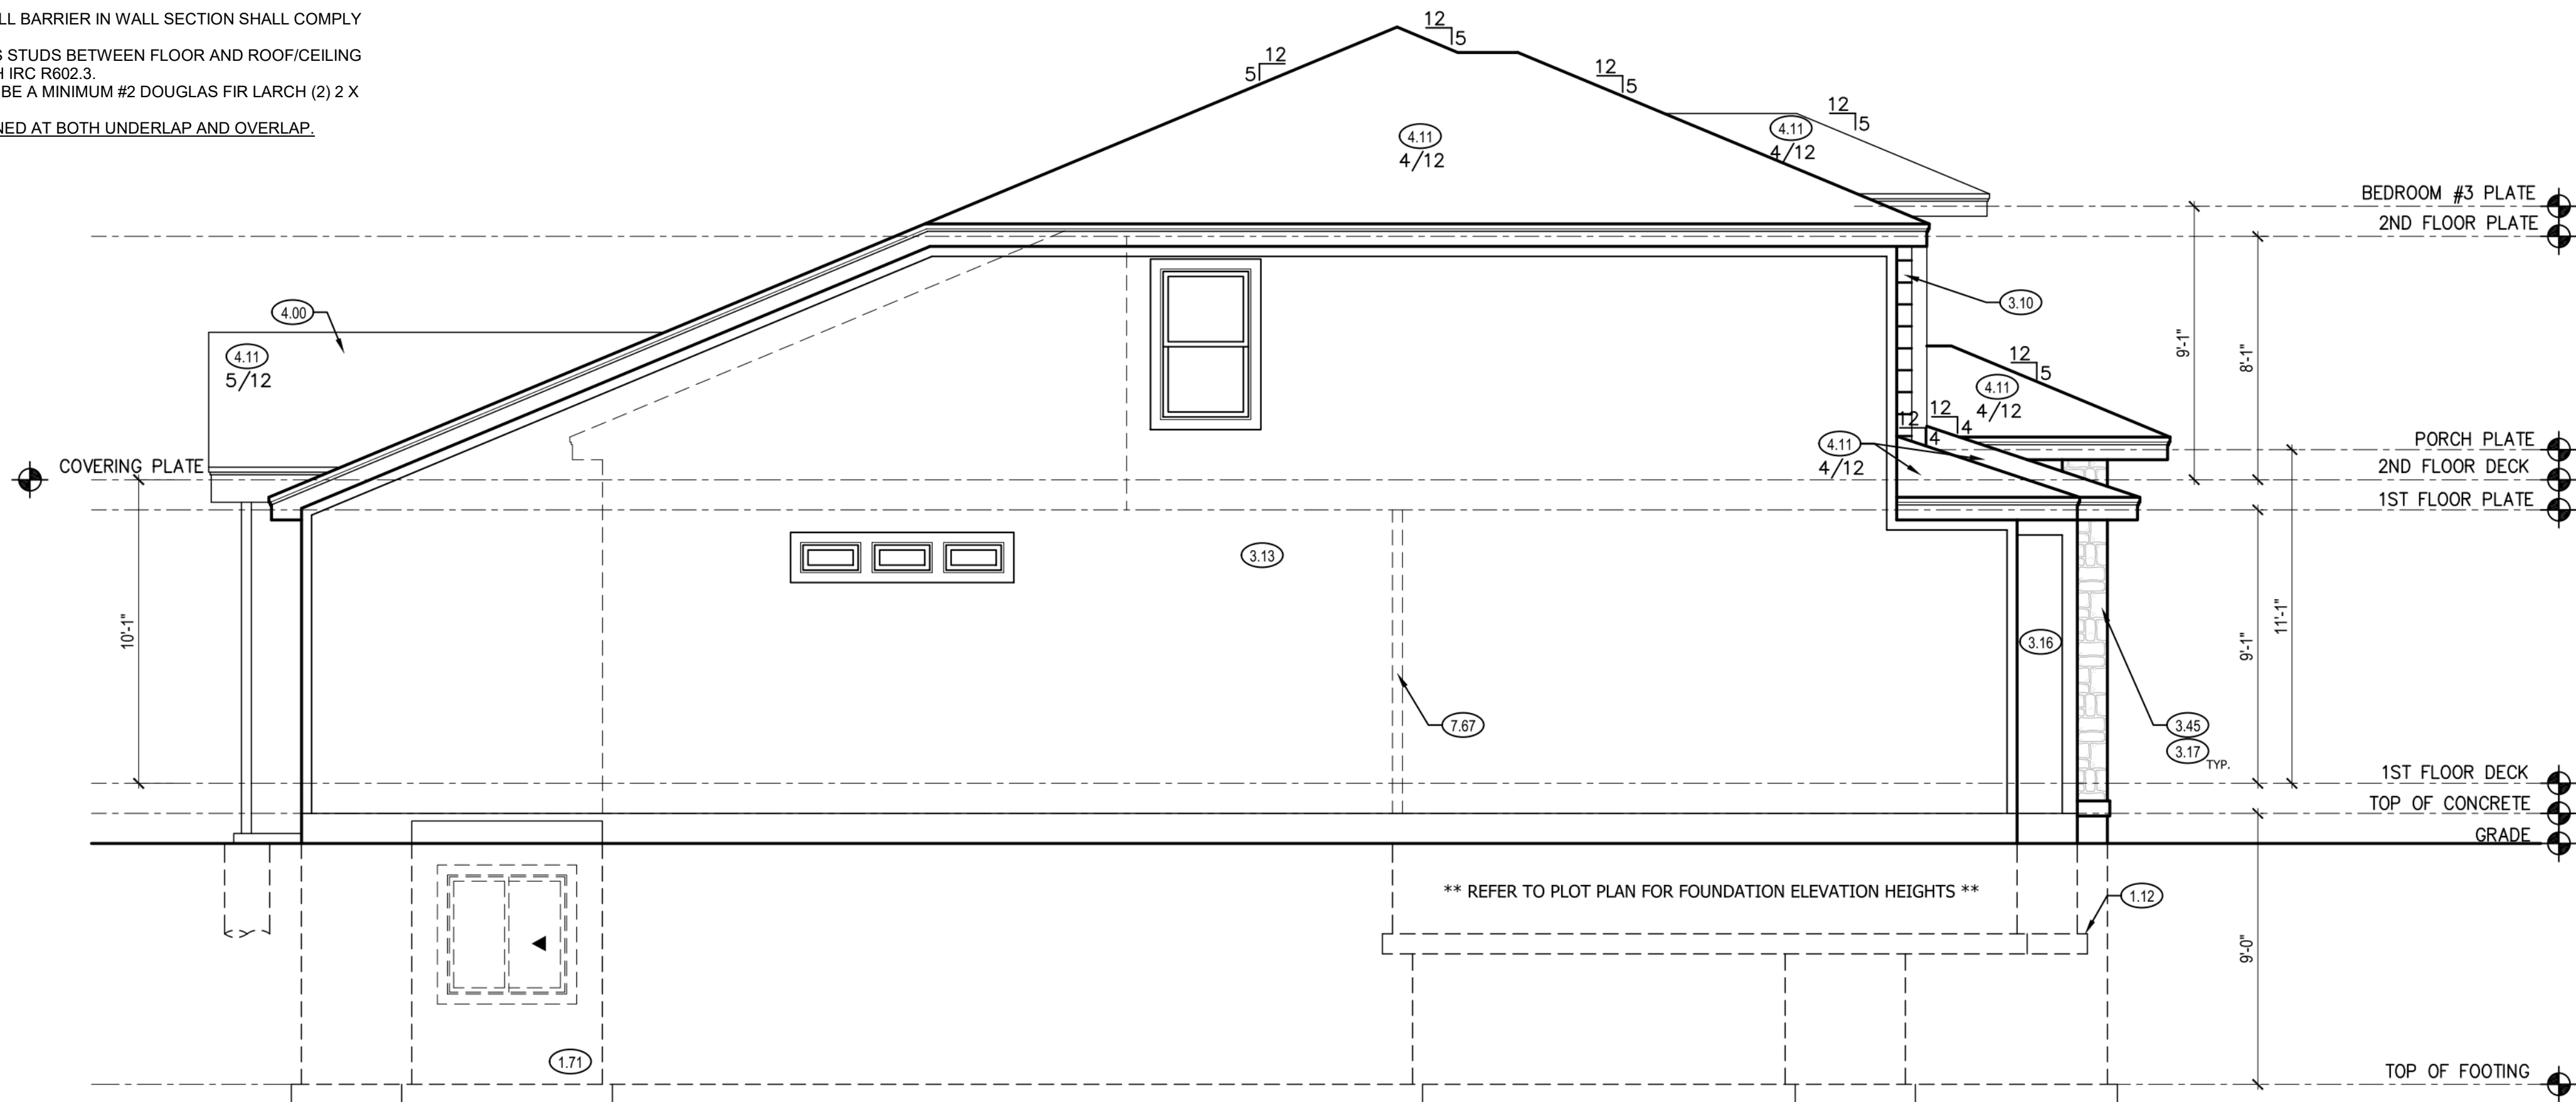 LL BARRIER IN WALL SECTION SHALL COMPLY
S STUDS BETWEEN FLOOR AND ROOF/CEILING
H IRC R602.3.
BE A MINIMUM #2 DOUGLAS FIR LARCH (2) 2 X
NED AT BOTH UNDERLAP AND OVERLAP.
12
5
12
5
12
5
12
5
4.11
4/12
4.11
4/12
BEDROOM #3 PLATE
2ND FLOOR PLATE
4.00
4.11
5/12
3.10
9'-1"
8'-1"
12
5
4.11
4/12
12
4
12
4
4.11
4/12
COVERING PLATE
PORCH PLATE
2ND FLOOR DECK
1ST FLOOR PLATE
3.13
10'-1"
3.16
9'-1"
11'-1"
7.67
3.45
3.17
TYP.
1ST FLOOR DECK
TOP OF CONCRETE
GRADE
** REFER TO PLOT PLAN FOR FOUNDATION ELEVATION HEIGHTS **
1.12
9'-0"
1.71
TOP OF FOOTING